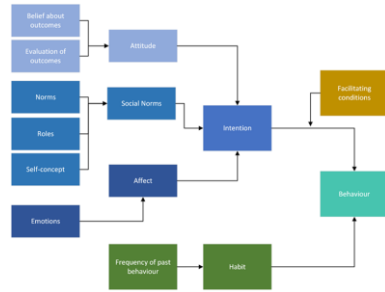 Belief about
outcomes
Evaluation of
outcomes
Attitude
Norms
Roles
Self-concept
Social Norms
Emotions
Affect
Intention
Facilitating
conditions
Behaviour
Frequency of past
behaviour
Habit